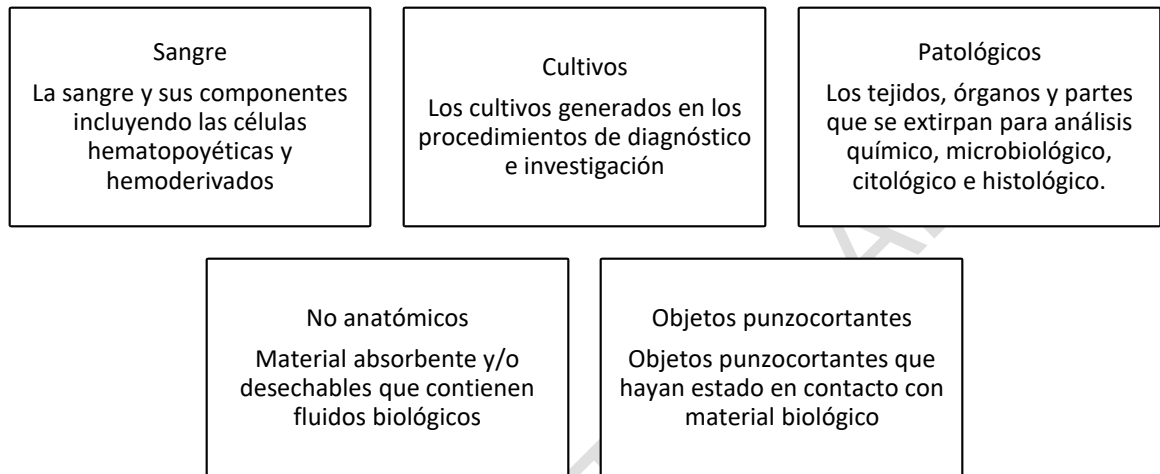 Sangre
La sangre y sus componentes
incluyendo las células
hematopoyéticas y
hemoderivados
Cultivos
Los cultivos generados en los
procedimientos de diagnóstico
e investigación
Patológicos
Los tejidos, órganos y partes
que se extirpan para análisis
químico, microbiológico,
citológico e histológico.
No anatómicos
Material absorbente y/o
desechables que contienen
fluidos biológicos
Objetos punzocortantes
Objetos punzocortantes que
hayan estado en contacto con
material biológico